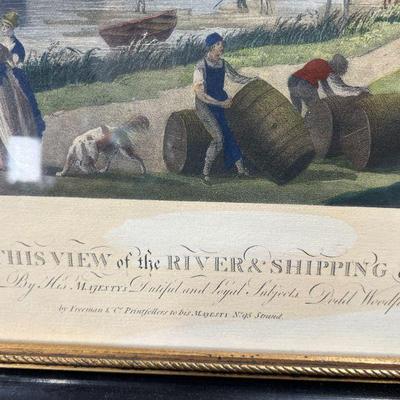 THIS VIEW of the RIVER & SHIPPING
By His MAJESTYS Dutiful and Loyal Subjects Dodd
by Freeman & Co. Printsellers to his MAJESTY No. 95 Strand.